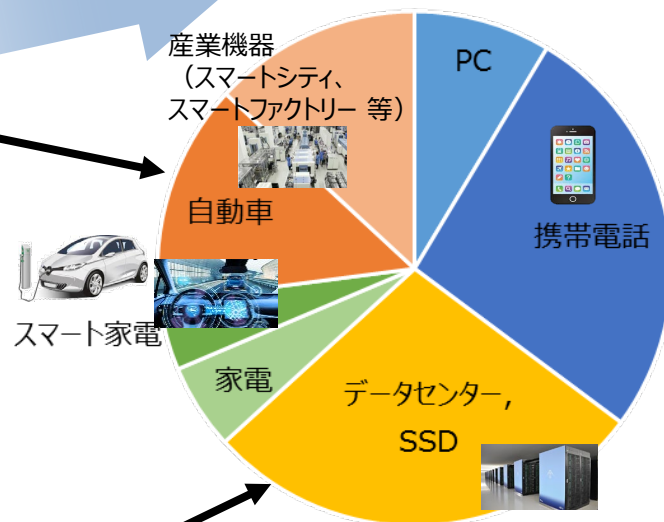 産業機器
（スマートシティ、
スマートファクトリー 等）
PC
携帯電話
自動車
スマート家電
家電
データセンター,
SSD